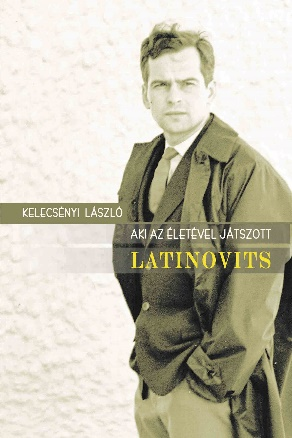 KELECSÉNYI LÁSZLÓ
AKI AZ ÉLETÉVEL JÁTSZOTT
LATINOVITS